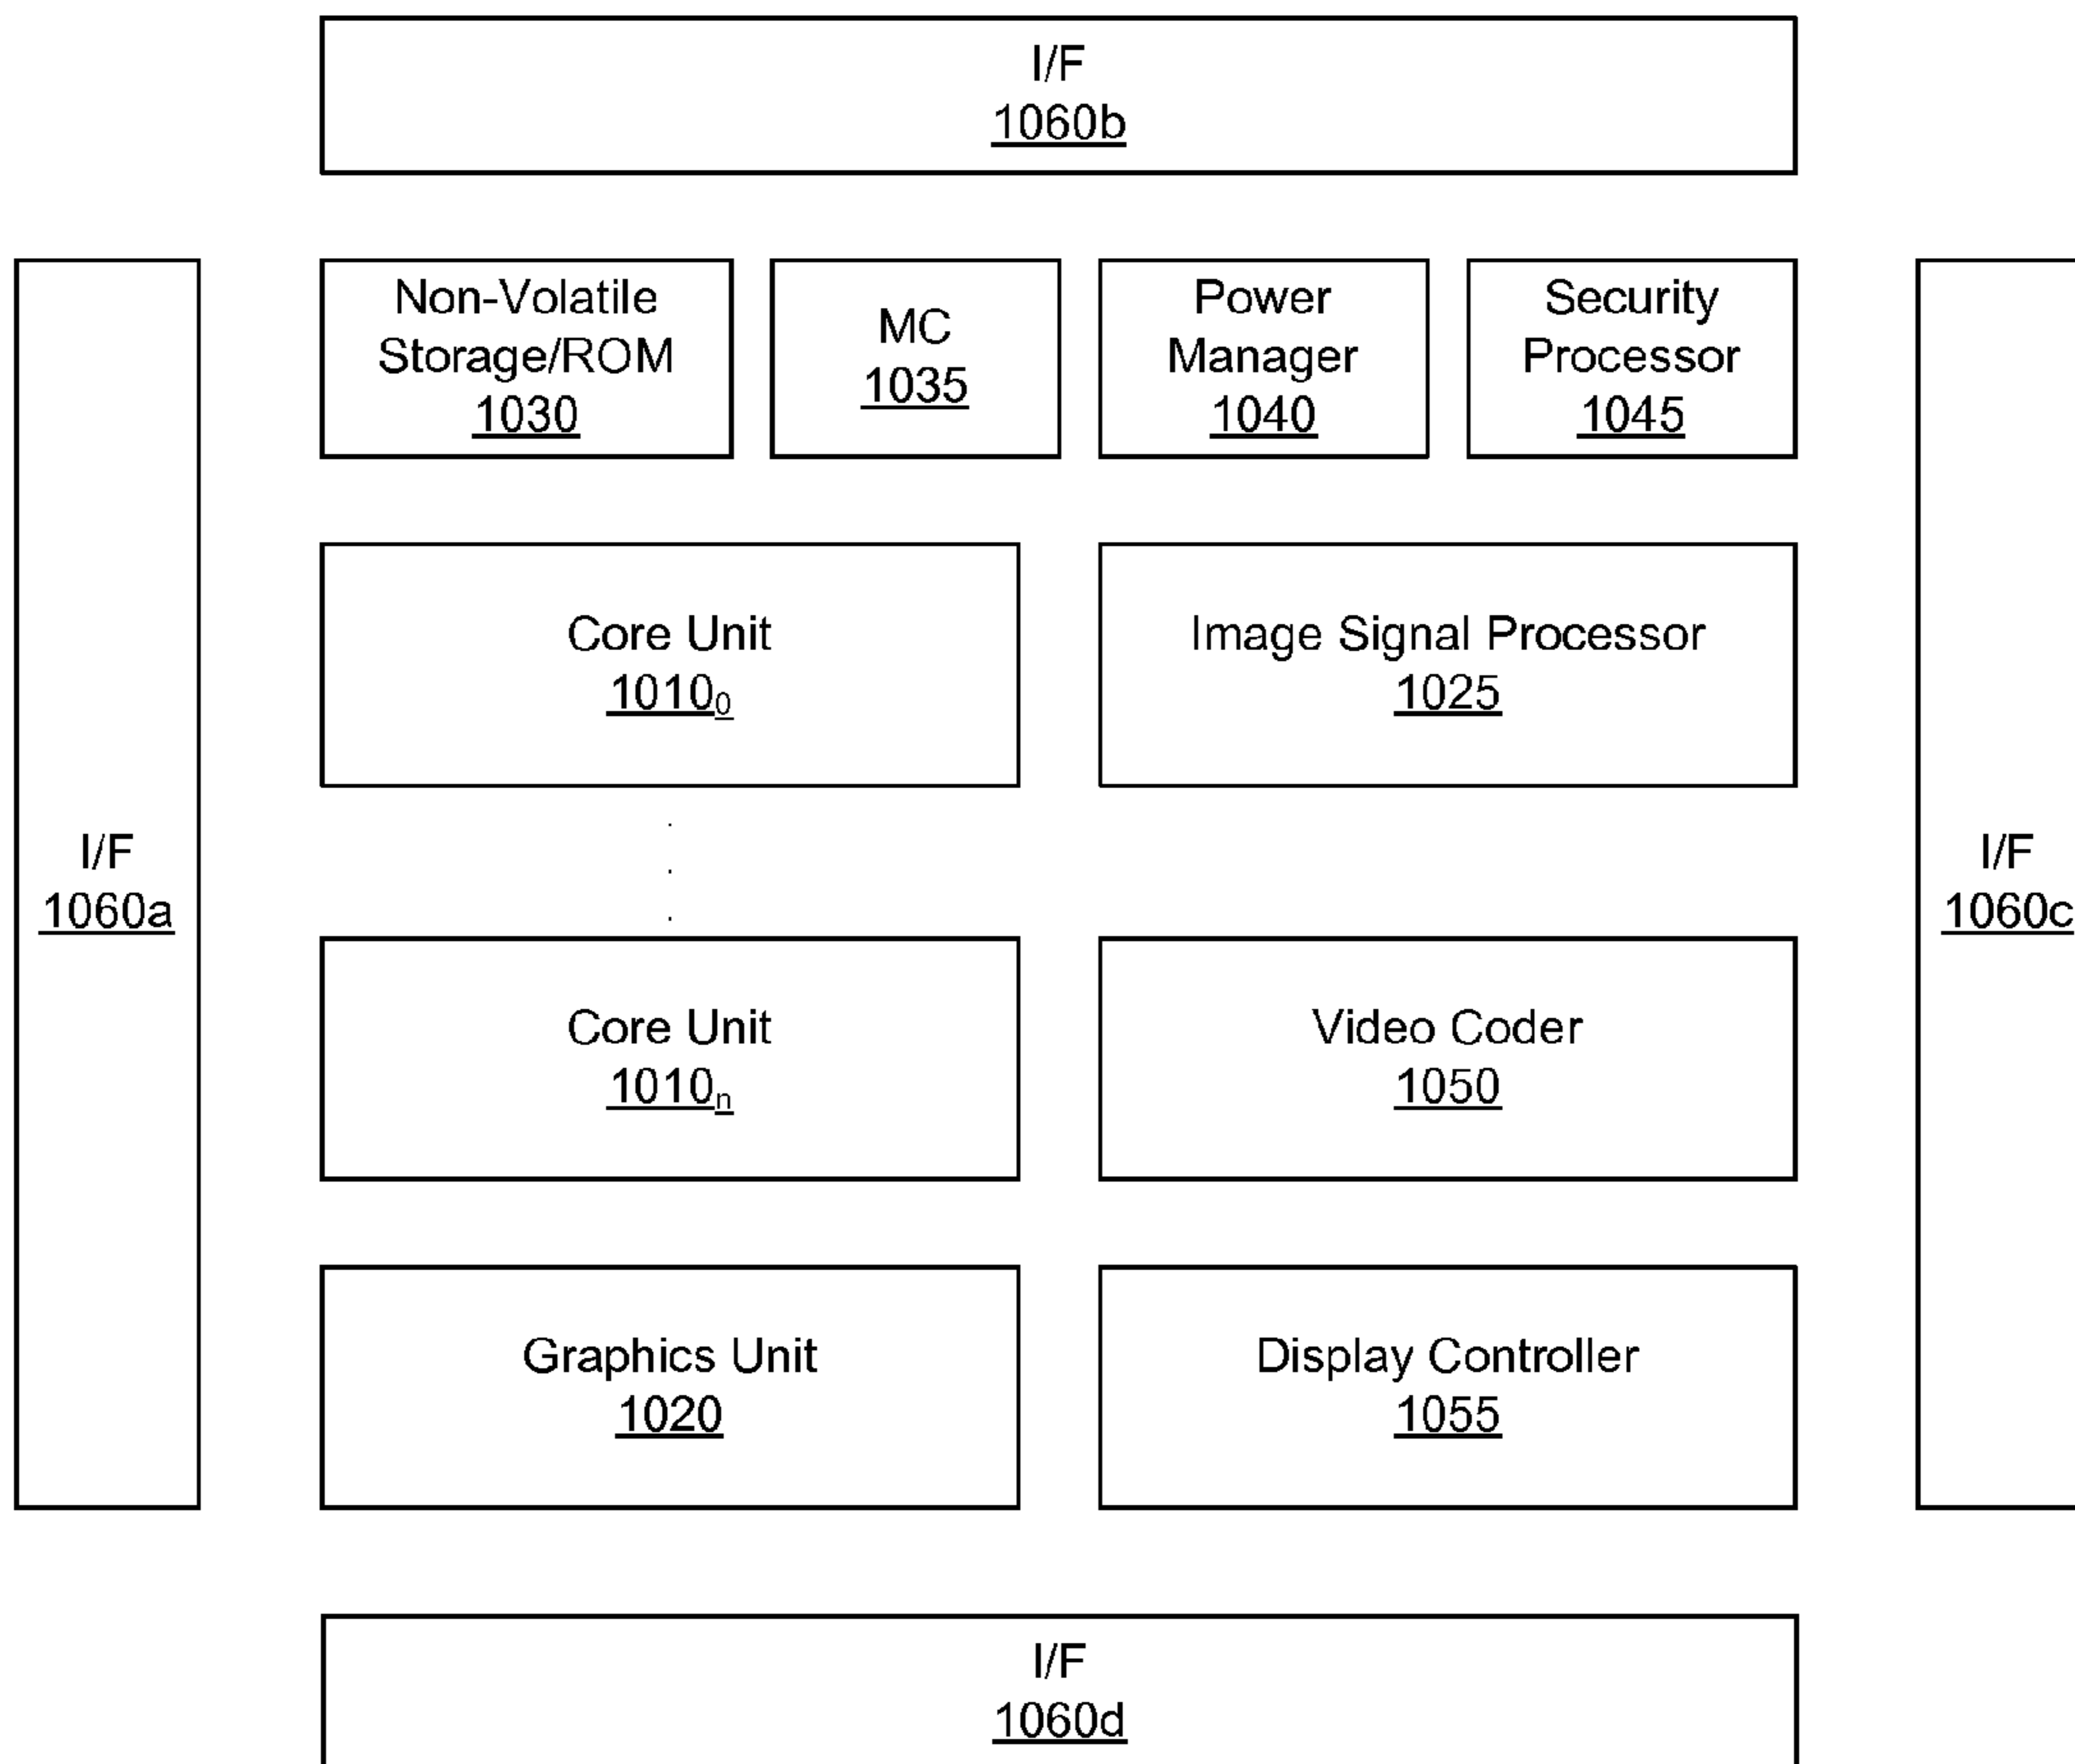 I/F
1060b
Non-Volatile
Storage/ROM
1030
MC
1035
Power
Manager
1040
Security
Processor
1045
Core Unit
1010₀
Image Signal Processor
1025
I/F
1060a
I/F
1060c
Core Unit
1010ₙ
Video Coder
1050
Graphics Unit
1020
Display Controller
1055
I/F
1060d